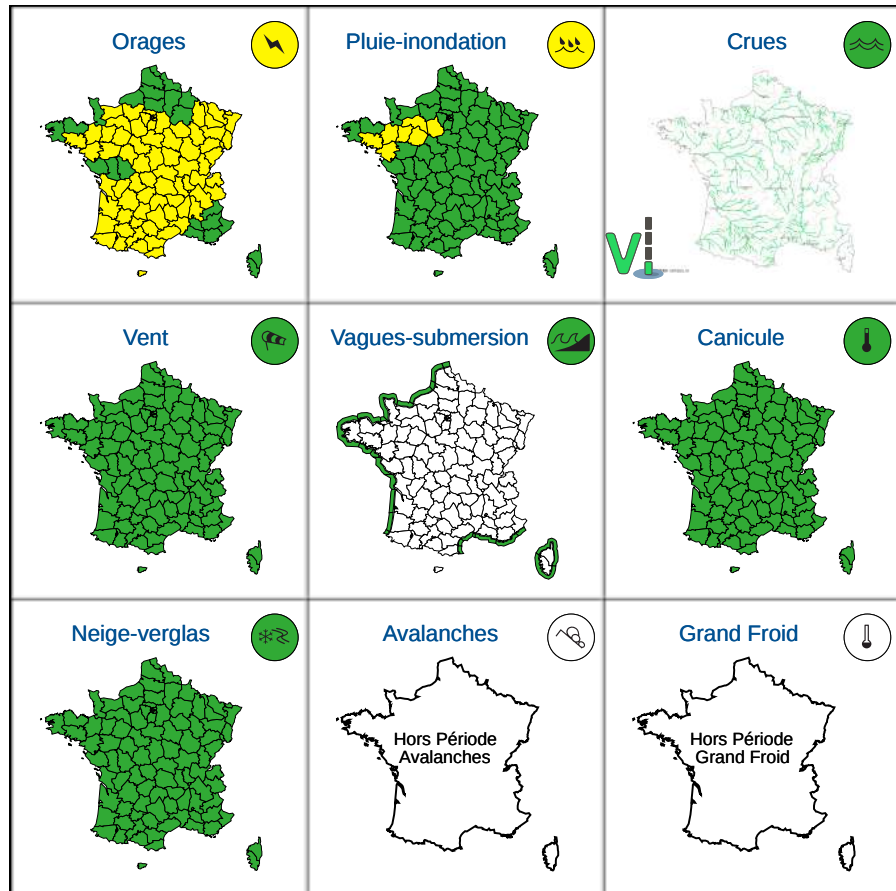 Orages
Pluie-inondation
Crues
Vent
Vagues-submersion
Canicule
Neige-verglas
Avalanches
Grand Froid
Hors Période
Avalanches
Hors Période
Grand Froid